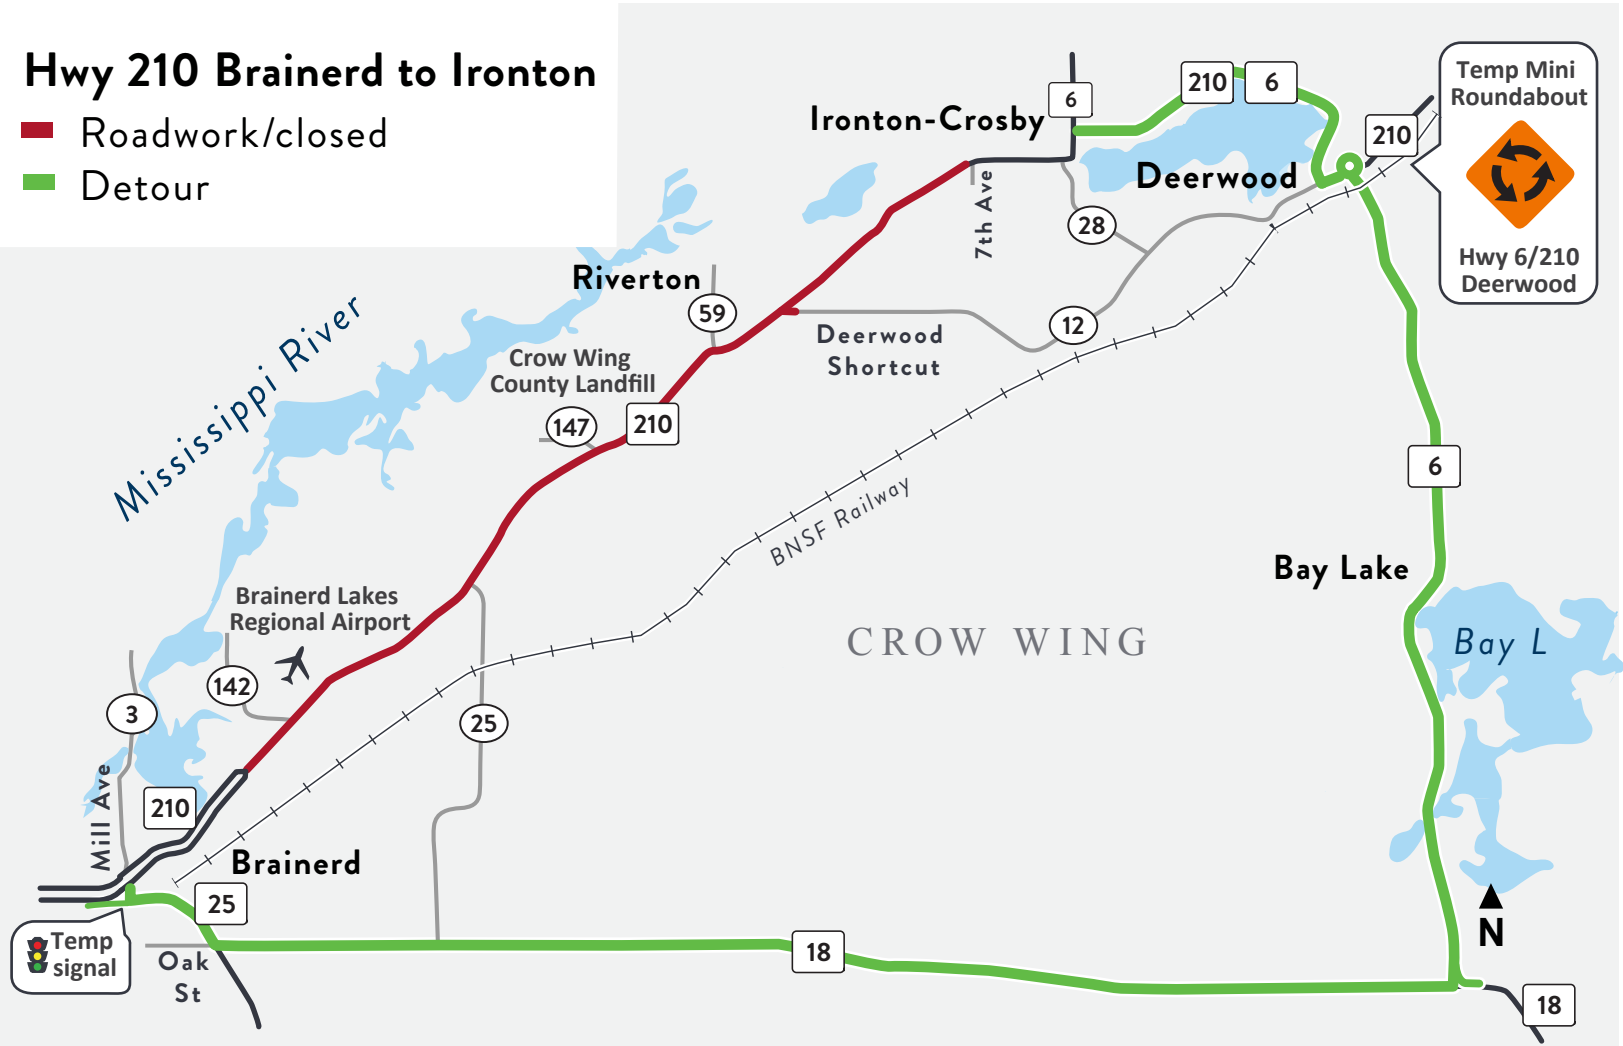 Hwy 210 Brainerd to Ironton
Roadwork/closed
Detour
210
6
Temp Mini
Roundabout
6
Ironton-Crosby
210
Deerwood
7th Ave
28
Hwy 6/210
Deerwood
Riverton
59
12
Deerwood
Shortcut
Mississippi River
Crow Wing
County Landfill
147
210
6
BNSF Railway
Bay Lake
Brainerd Lakes
Regional Airport
CROW WING
Bay L
142
3
25
Mill Ave
210
Brainerd
25
N
Temp
signal
Oak
St
18
18